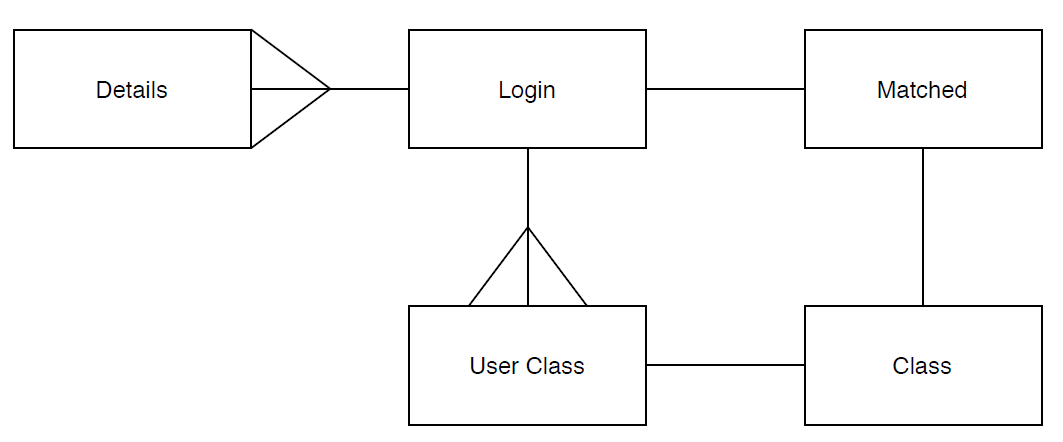 Details
Login
Matched
User Class
Class